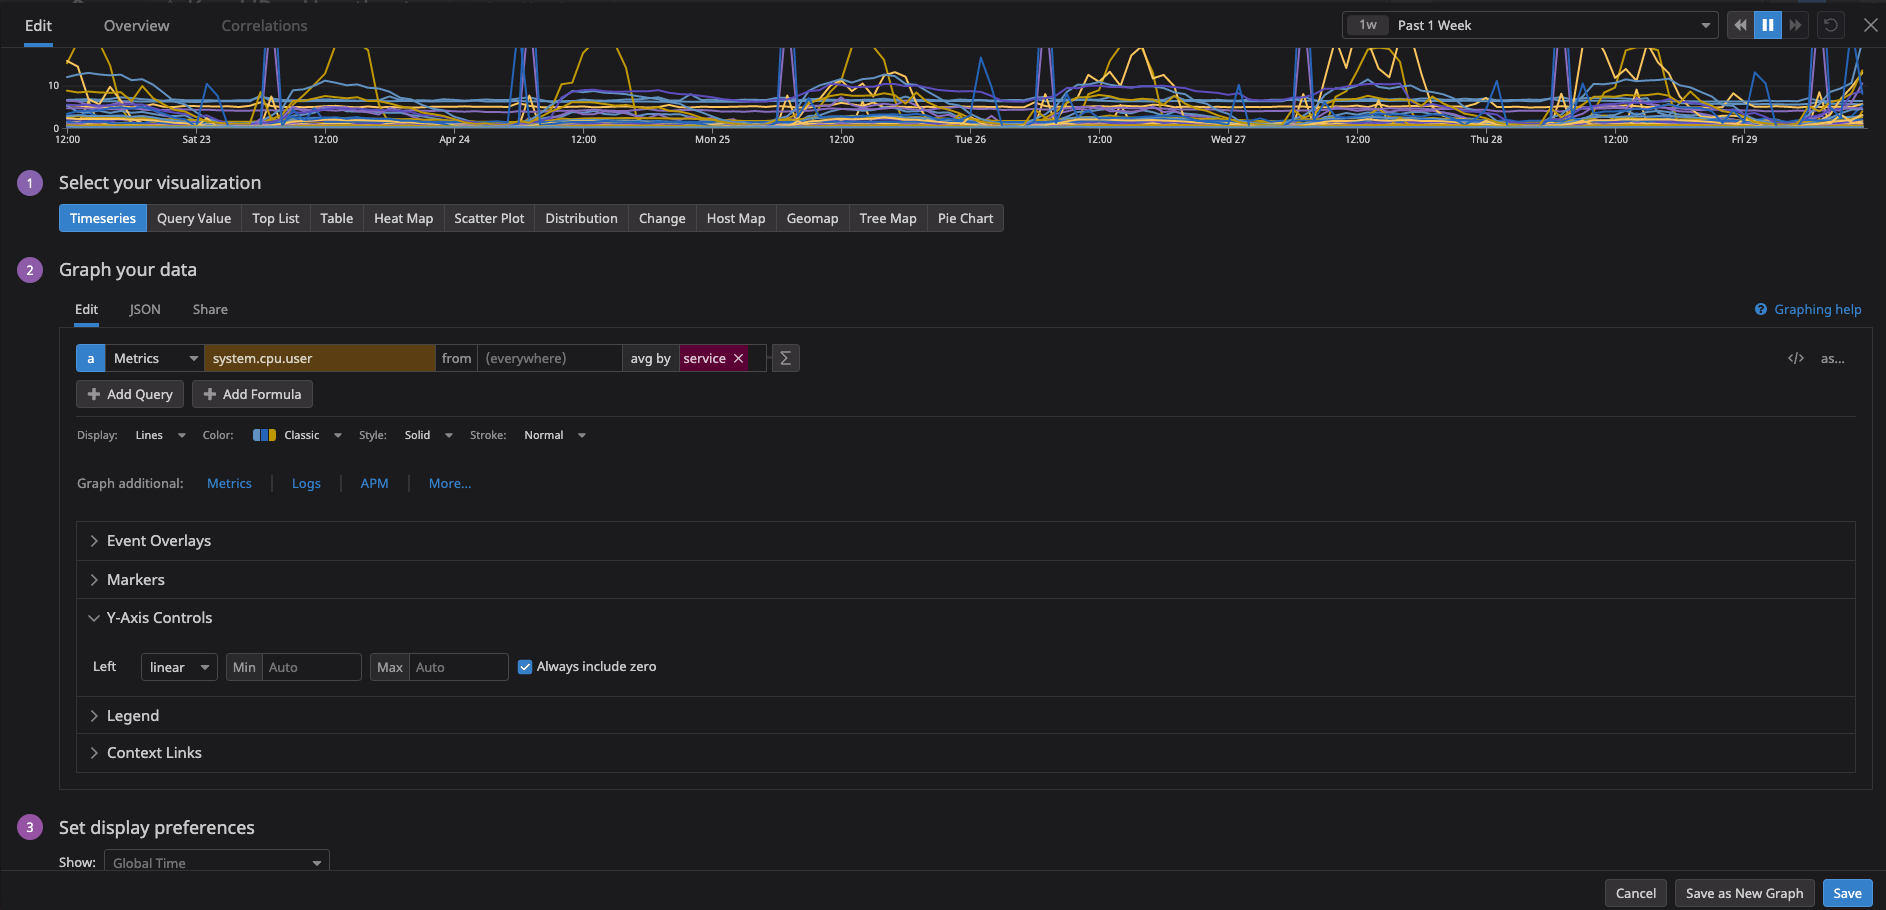 Edit Overview Correlations 1w Past 1 Week
10
0
12:00 Sat 23 12:00 Apr 24 12:00 Mon 25 12:00 Tue 26 12:00 Wed 27 12:00 Thu 28 12:00 Fri 29
1 Select your visualization
Timeseries Query Value Top List Table Heat Map Scatter Plot Distribution Change Host Map Geomap Tree Map Pie Chart
2 Graph your data
Edit JSON Share ? Graphing help
a Metrics system.cpu.user from (everywhere) avg by service × Σ </> as...
+ Add Query + Add Formula
Display: Lines Color: Classic Style: Solid Stroke: Normal
Graph additional: Metrics | Logs | APM | More...
Event Overlays
Markers
Y-Axis Controls
Left linear Min Auto Max Auto Always include zero
Legend
Context Links
3 Set display preferences
Show: Global Time
Cancel Save as New Graph Save